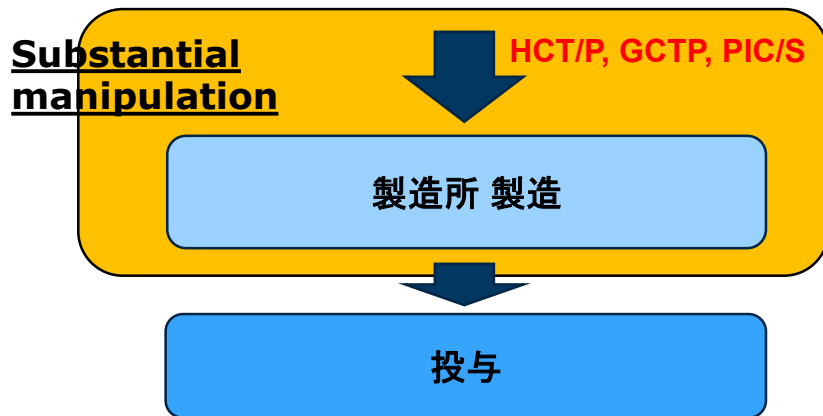 Substantial
manipulation
HCT/P, GCTP, PIC/S
製造所 製造
投与